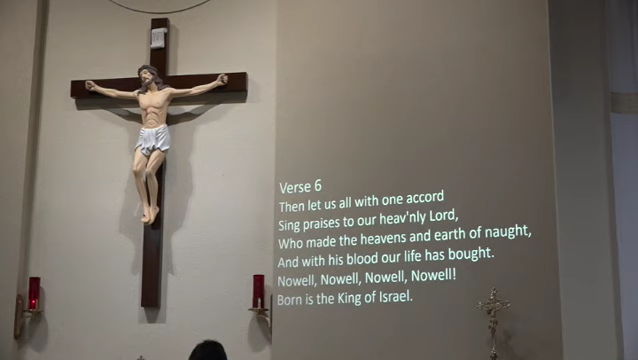 Verse 6
Then let us all with one accord
Sing praises to our heav'nly Lord,
Who made the heavens and earth of naught,
And with his blood our life has bought.
Nowell, Nowell, Nowell, Nowell!
Born is the King of Israel.